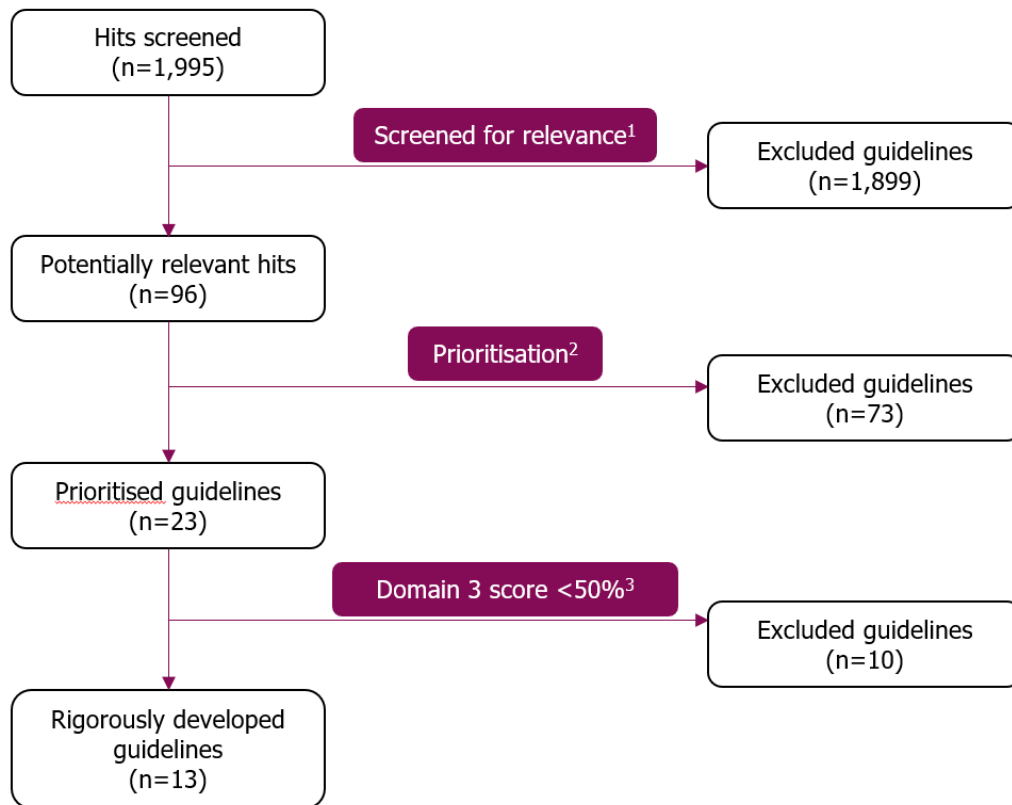 Hits screened
(n=1,995)
Screened for relevance¹
Excluded guidelines
(n=1,899)
Potentially relevant hits
(n=96)
Prioritisation²
Excluded guidelines
(n=73)
Prioritised guidelines
(n=23)
Domain 3 score <50%³
Excluded guidelines
(n=10)
Rigorously developed
guidelines
(n=13)